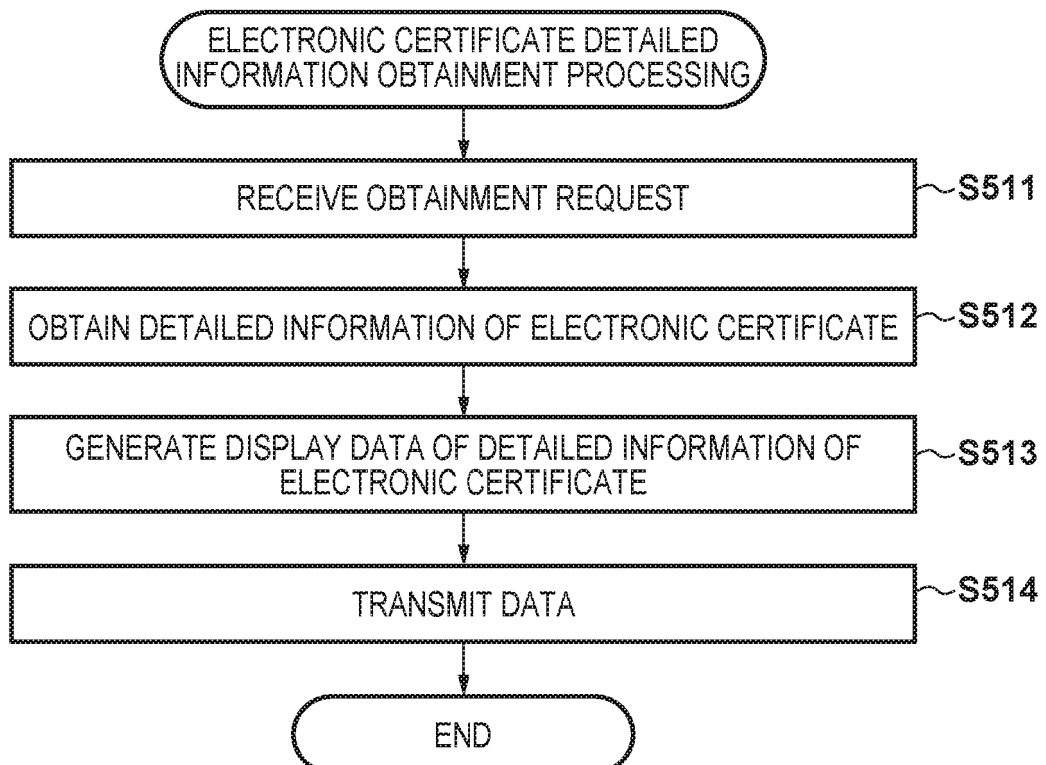 ELECTRONIC CERTIFICATE DETAILED
INFORMATION OBTAINMENT PROCESSING
RECEIVE OBTAINMENT REQUEST
S511
OBTAIN DETAILED INFORMATION OF ELECTRONIC CERTIFICATE
S512
GENERATE DISPLAY DATA OF DETAILED INFORMATION OF
ELECTRONIC CERTIFICATE
S513
TRANSMIT DATA
S514
END